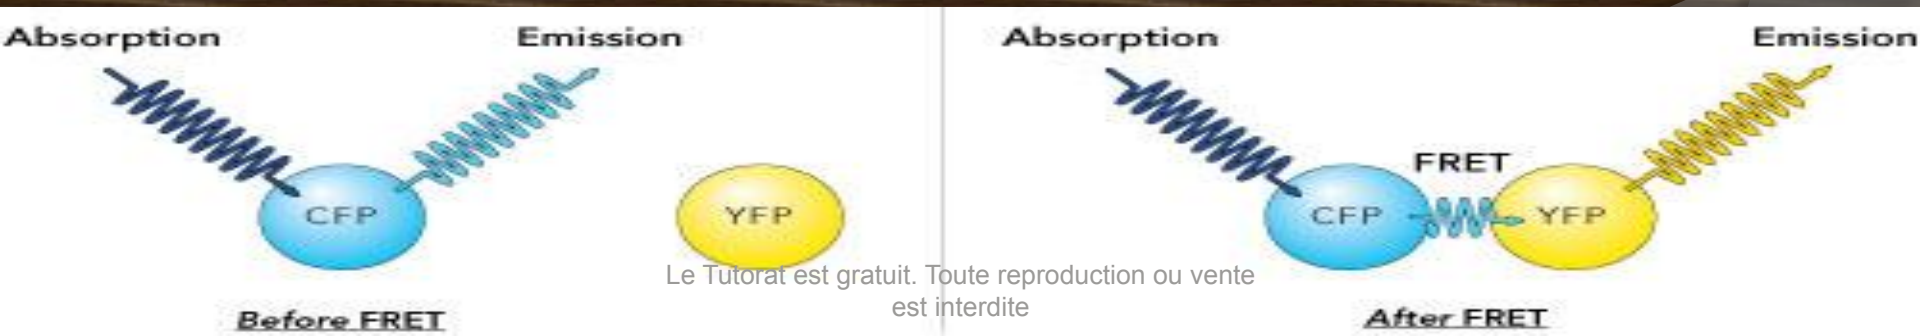 Absorption
Emission
CFP
YFP
Before FRET
Absorption
Emission
FRET
CFP
YFP
After FRET
Le Tutorat est gratuit. Toute reproduction ou vente
est interdite